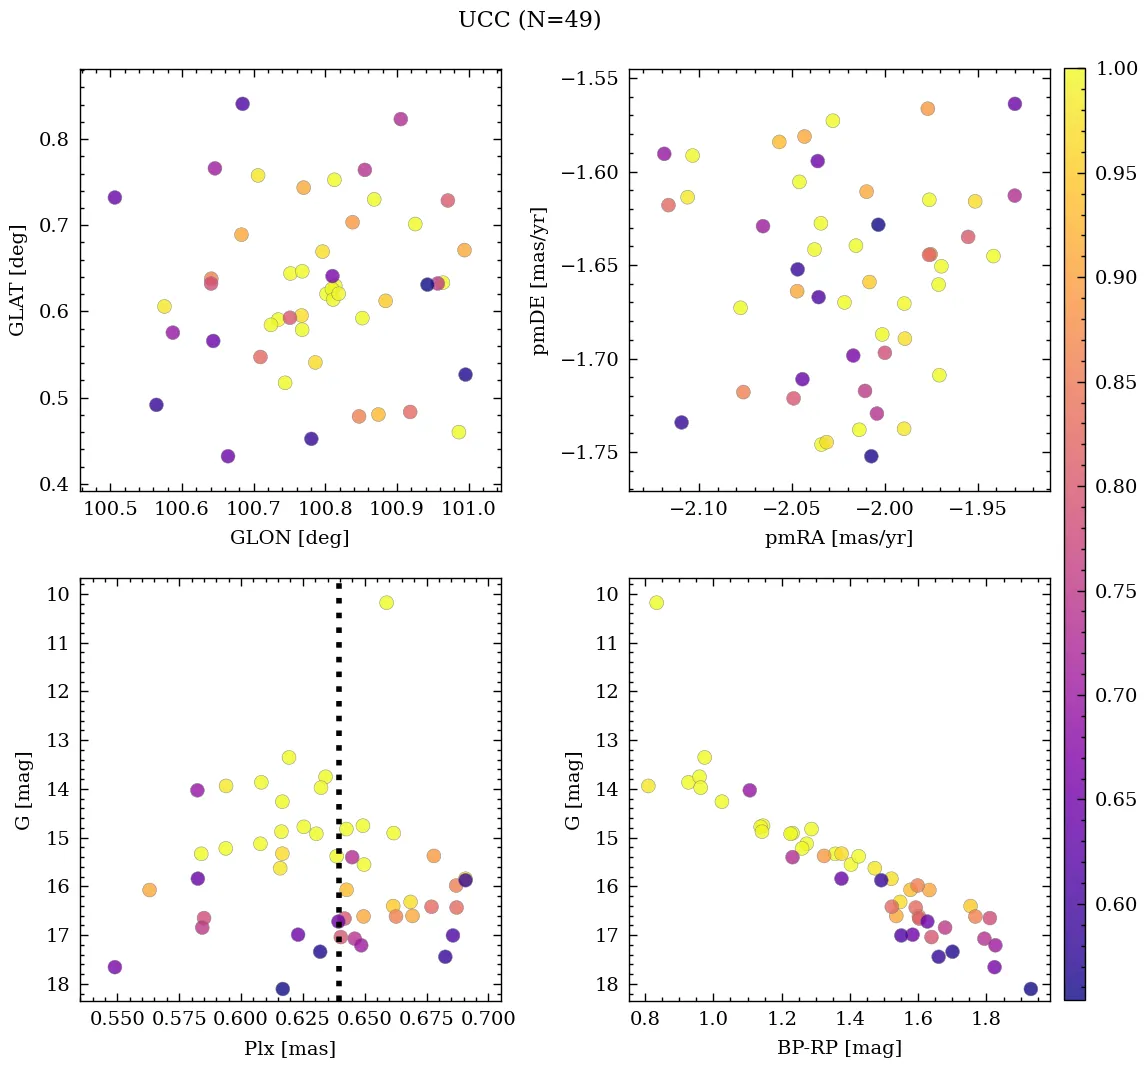 UCC (N=49)
0.8
0.7
0.6
0.5
0.4
GLAT [deg]
100.5 100.6 100.7 100.8 100.9 101.0
GLON [deg]
−1.55
−1.60
−1.65
−1.70
−1.75
pmDE [mas/yr]
−2.10 −2.05 −2.00 −1.95
pmRA [mas/yr]
10
11
12
13
14
15
16
17
18
G [mag]
0.550 0.575 0.600 0.625 0.650 0.675 0.700
Plx [mas]
10
11
12
13
14
15
16
17
18
G [mag]
0.8 1.0 1.2 1.4 1.6 1.8
BP-RP [mag]
1.00
0.95
0.90
0.85
0.80
0.75
0.70
0.65
0.60